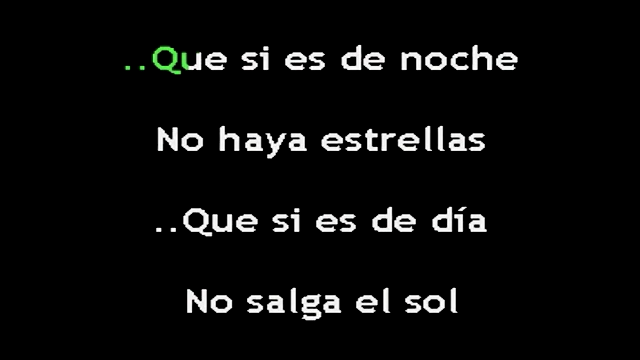 ..Que si es de noche
No haya estrellas
..Que si es de día
No salga el sol